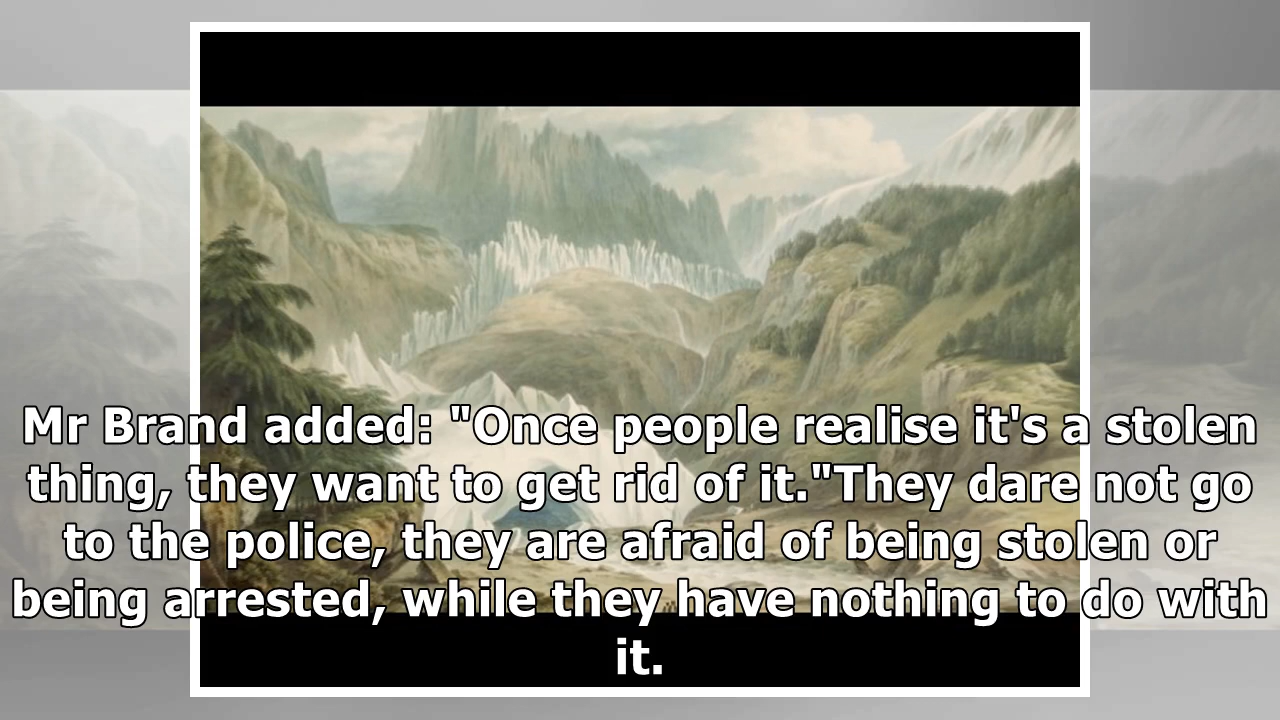 Mr Brand added: "Once people realise it's a stolen
thing, they want to get rid of it."They dare not go
to the police, they are afraid of being stolen or
being arrested, while they have nothing to do with
it.